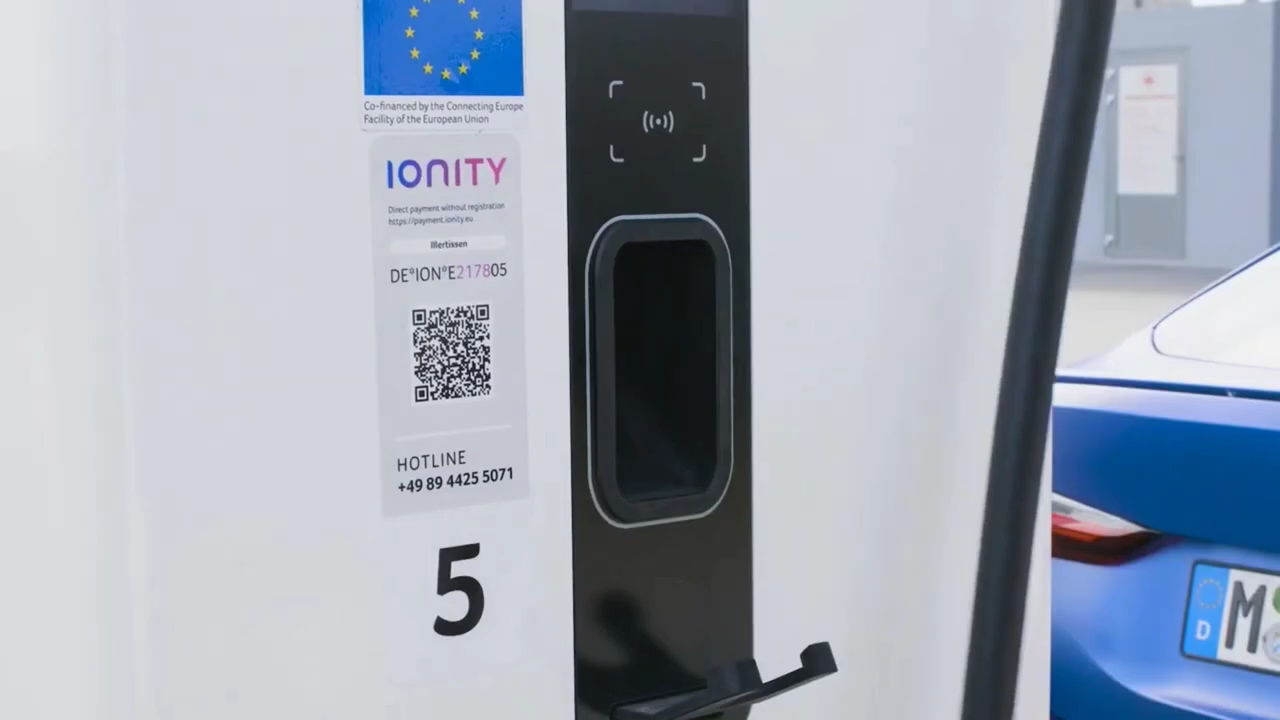 Co-financed by the Connecting Europe
Facility of the European Union
IONITY
Direct payment without registration
https://payment.ionity.eu
Illertissen
DE*ION*E217805
HOTLINE
+49 89 4425 5071
5
D
M